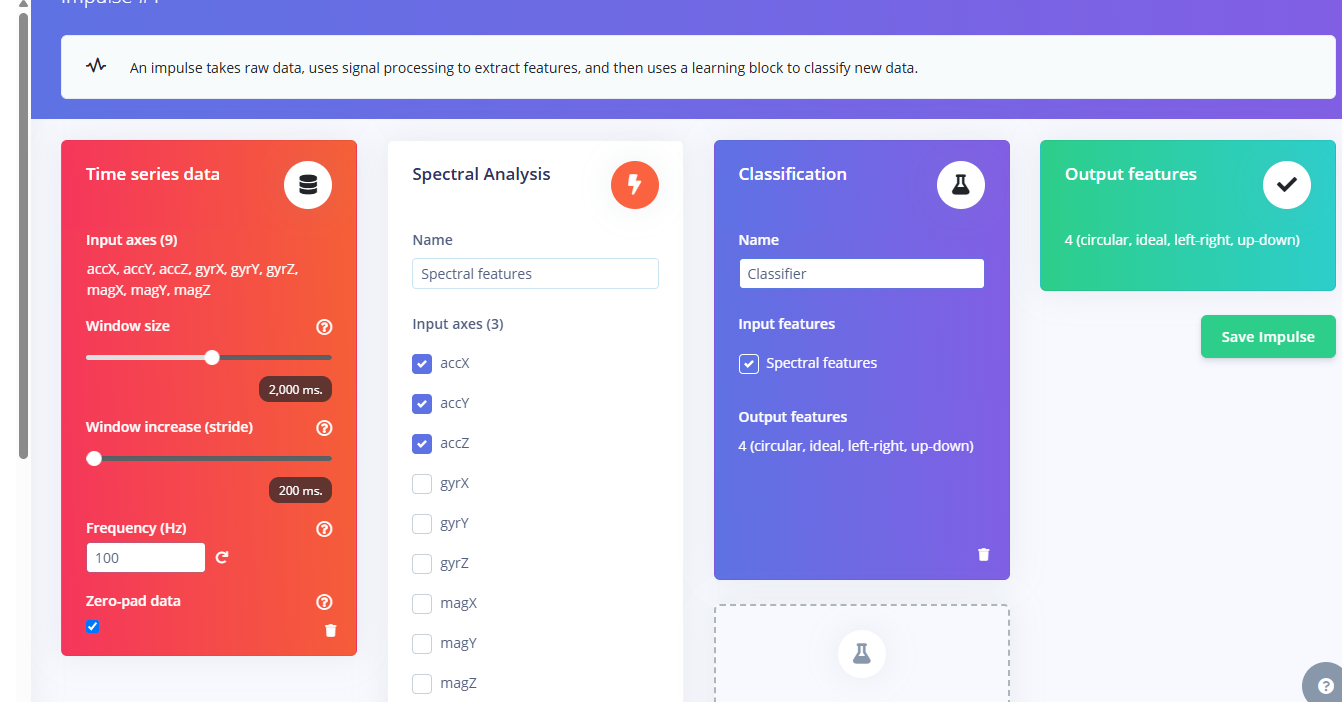 Impulse #1
An impulse takes raw data, uses signal processing to extract features, and then uses a learning block to classify new data.
Time series data
Input axes (9)
accX, accY, accZ, gyrX, gyrY, gyrZ,
magX, magY, magZ
Window size
2,000 ms.
Window increase (stride)
200 ms.
Frequency (Hz)
100
Zero-pad data
Spectral Analysis
Name
Spectral features
Input axes (3)
accX
accY
accZ
gyrX
gyrY
gyrZ
magX
magY
magZ
Classification
Name
Classifier
Input features
Spectral features
Output features
4 (circular, ideal, left-right, up-down)
Output features
4 (circular, ideal, left-right, up-down)
Save Impulse